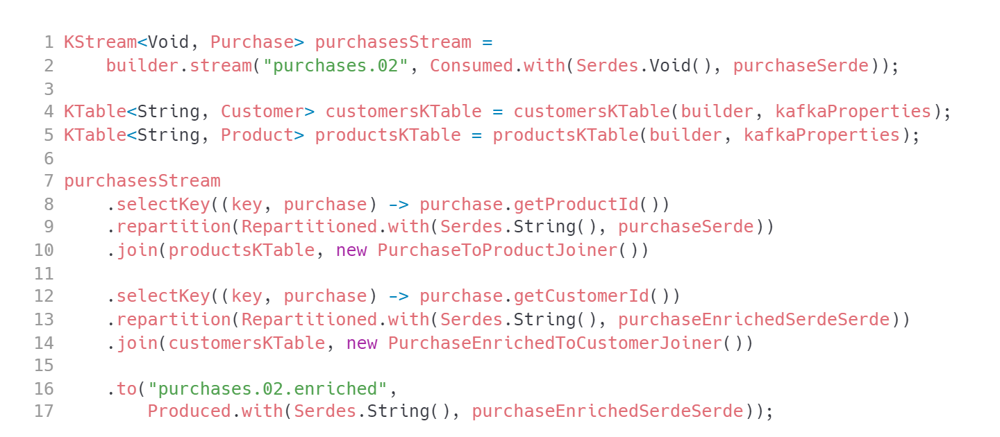 1 KStream<Void, Purchase> purchasesStream =
2     builder.stream("purchases.02", Consumed.with(Serdes.Void(), purchaseSerde));
3
4 KTable<String, Customer> customersKTable = customersKTable(builder, kafkaProperties);
5 KTable<String, Product> productsKTable = productsKTable(builder, kafkaProperties);
6
7 purchasesStream
8     .selectKey((key, purchase) -> purchase.getProductId())
9     .repartition(Repartitioned.with(Serdes.String(), purchaseSerde))
10     .join(productsKTable, new PurchaseToProductJoiner())
11
12     .selectKey((key, purchase) -> purchase.getCustomerId())
13     .repartition(Repartitioned.with(Serdes.String(), purchaseEnrichedSerdeSerde))
14     .join(customersKTable, new PurchaseEnrichedToCustomerJoiner())
15
16     .to("purchases.02.enriched",
17         Produced.with(Serdes.String(), purchaseEnrichedSerdeSerde));